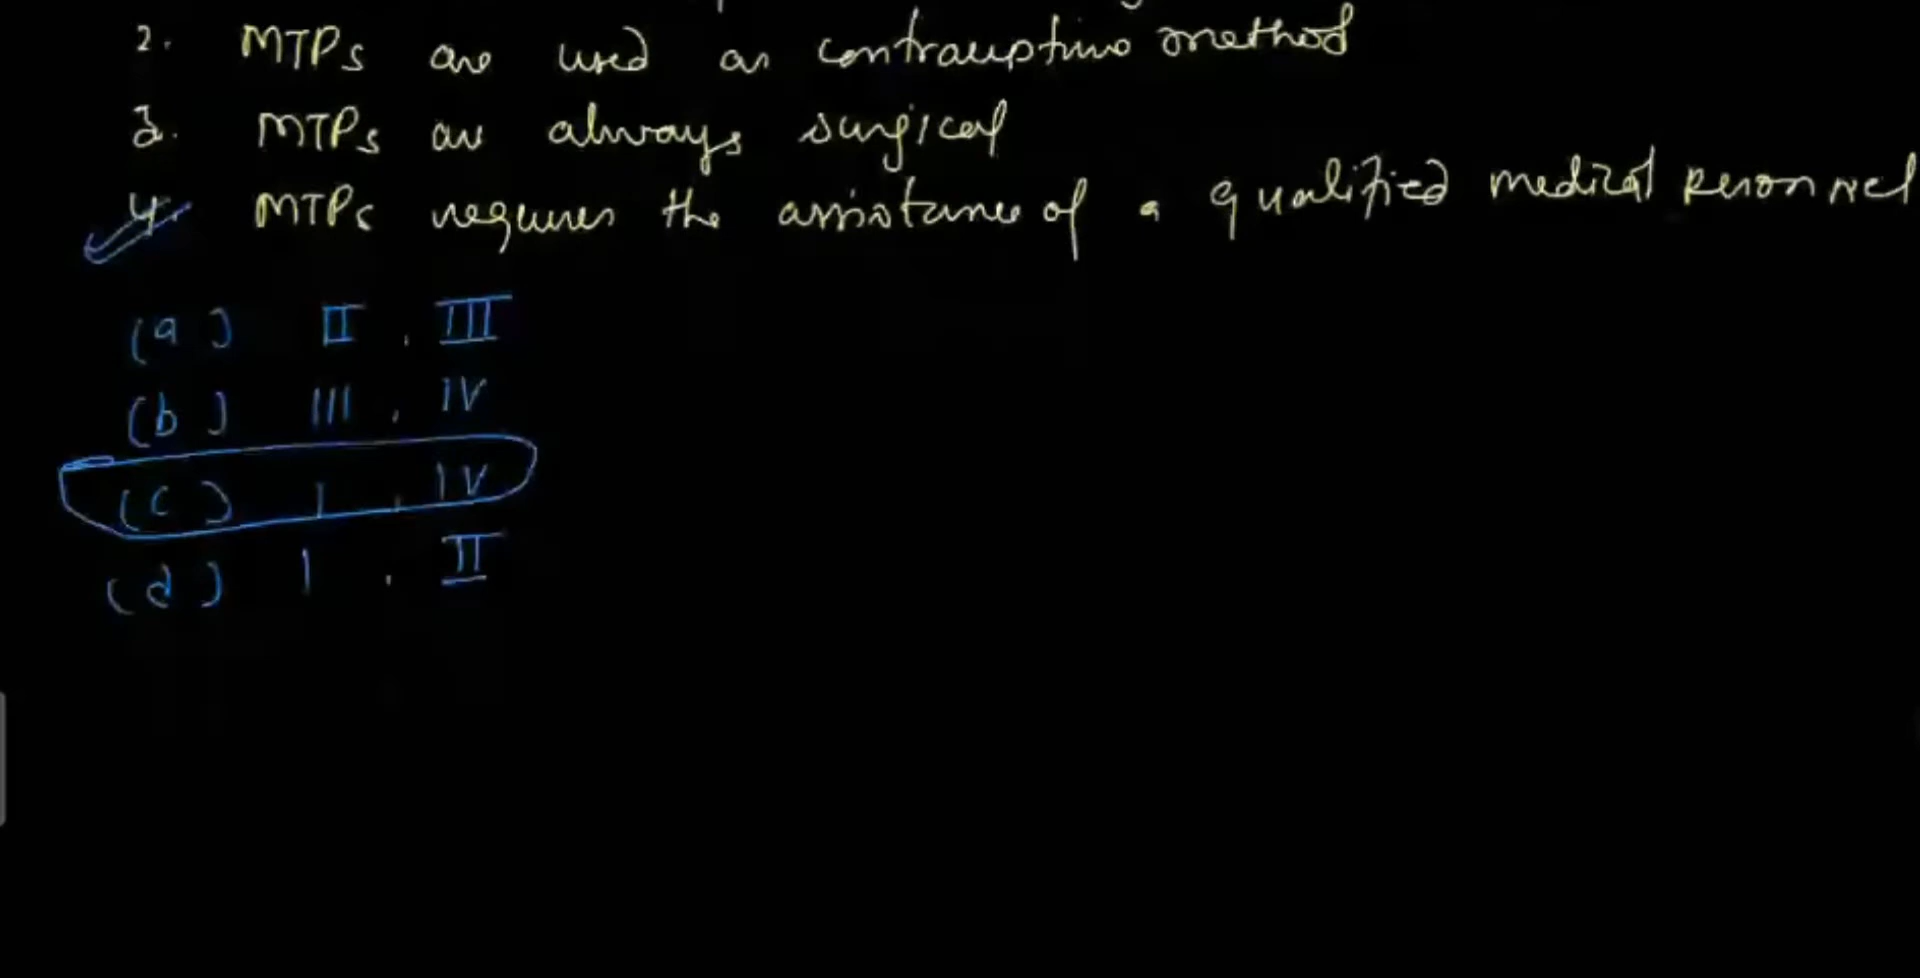 2. MTPs are used as contraceptive method
3. MTPs are always surgical
4. MTPs requires the assistance of a qualified medical personnel
(a) II, III
(b) III, IV
(c) I, IV
(d) I, II